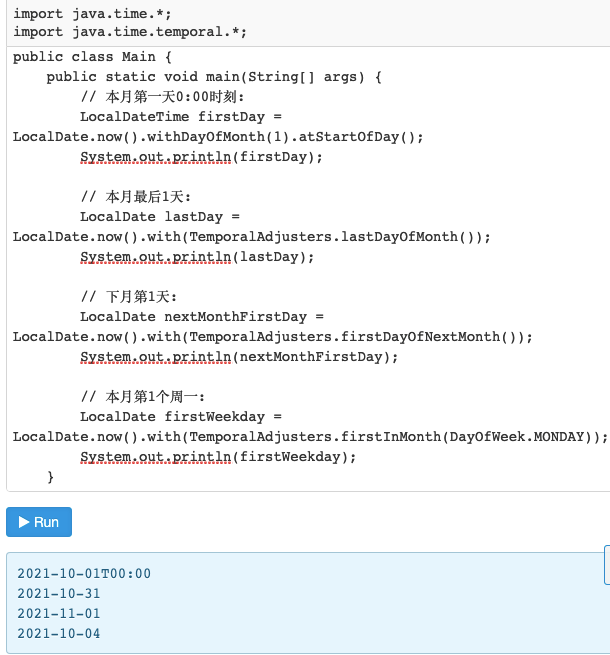 import java.time.*;
import java.time.temporal.*;
public class Main {
    public static void main(String[] args) {
        // 本月第一天0:00时刻:
        LocalDateTime firstDay =
LocalDate.now().withDayOfMonth(1).atStartOfDay();
        System.out.println(firstDay);

        // 本月最后1天:
        LocalDate lastDay =
LocalDate.now().with(TemporalAdjusters.lastDayOfMonth());
        System.out.println(lastDay);

        // 下月第1天:
        LocalDate nextMonthFirstDay =
LocalDate.now().with(TemporalAdjusters.firstDayOfNextMonth());
        System.out.println(nextMonthFirstDay);

        // 本月第1个周一:
        LocalDate firstWeekday =
LocalDate.now().with(TemporalAdjusters.firstInMonth(DayOfWeek.MONDAY));
        System.out.println(firstWeekday);
    }
Run
2021-10-01T00:00
2021-10-31
2021-11-01
2021-10-04